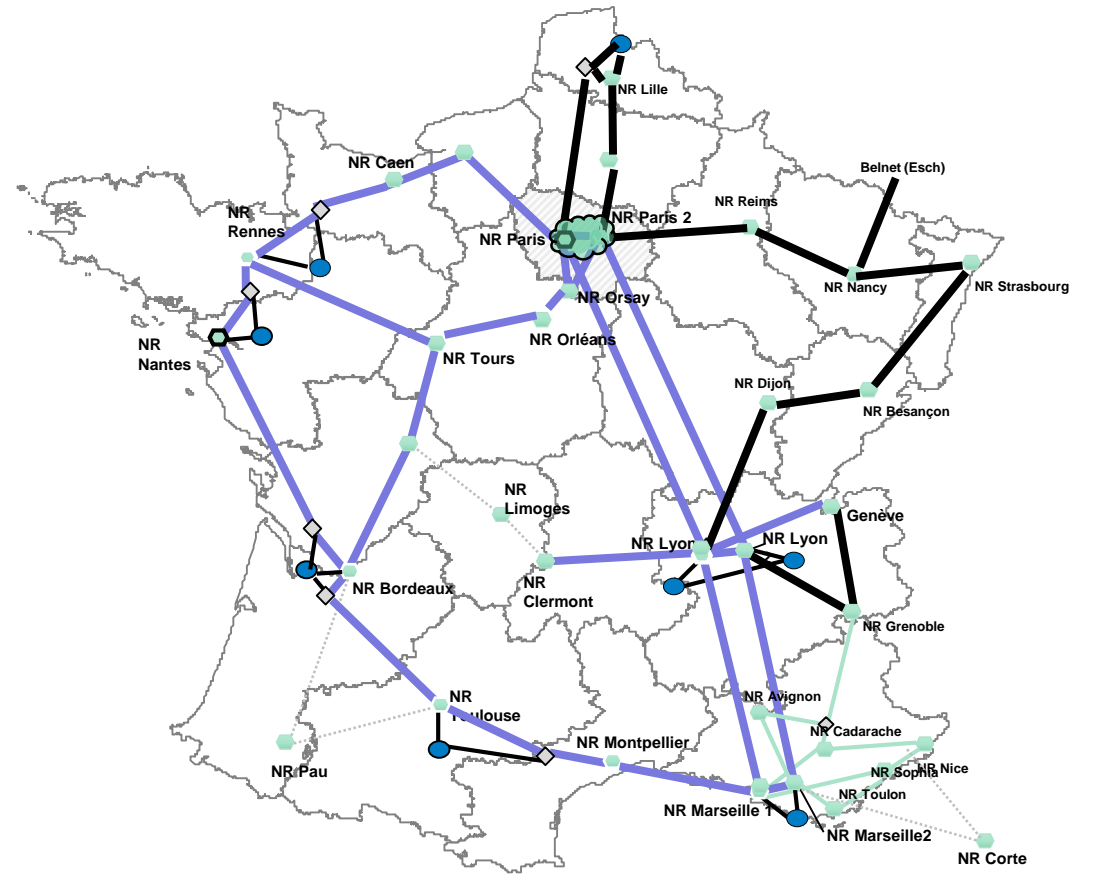 NR Lille
NR Caen
Belnet (Esch)
NR Reims
NR
Rennes
NR Paris 2
NR Paris
NR Nancy
NR Strasbourg
NR Orsay
NR Orléans
NR
Nantes
NR Tours
NR Dijon
NR Besançon
NR
Limoges
Genève
NR Lyon
NR Lyon
NR Bordeaux
NR
Clermont
NR Grenoble
NR
Toulouse
NR Avignon
NR Cadarache
NR Montpellier
NR Pau
NR Sophia
NR Nice
NR Toulon
NR Marseille 1
NR Marseille2
NR Corte